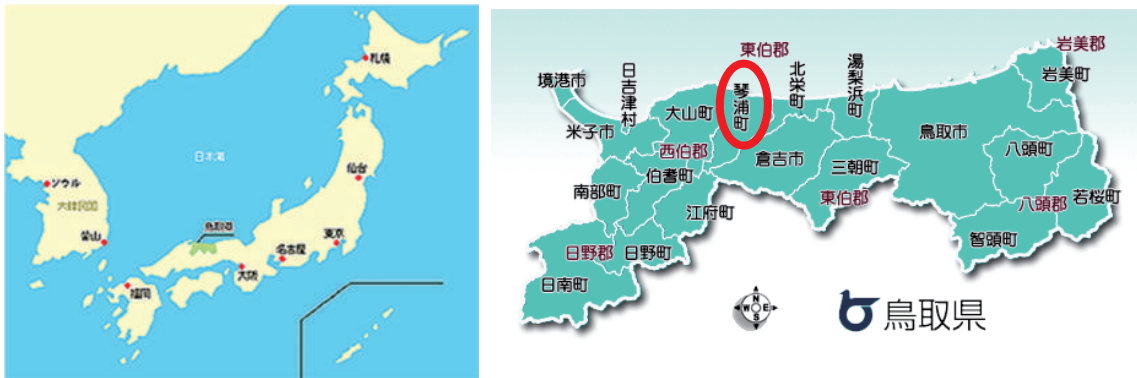 札幌
日本海
仙台
ソウル
大韓民国
釜山
鳥取県
東京
名古屋
大阪
福岡
東伯郡
岩美郡
境港市
日吉津村
琴浦町
北栄町
湯梨浜町
岩美町
米子市
大山町
鳥取市
八頭町
西伯郡
倉吉市
三朝町
南部町
伯耆町
東伯郡
八頭郡
若桜町
江府町
智頭町
日野郡
日野町
日南町
N
W E
S
鳥取県